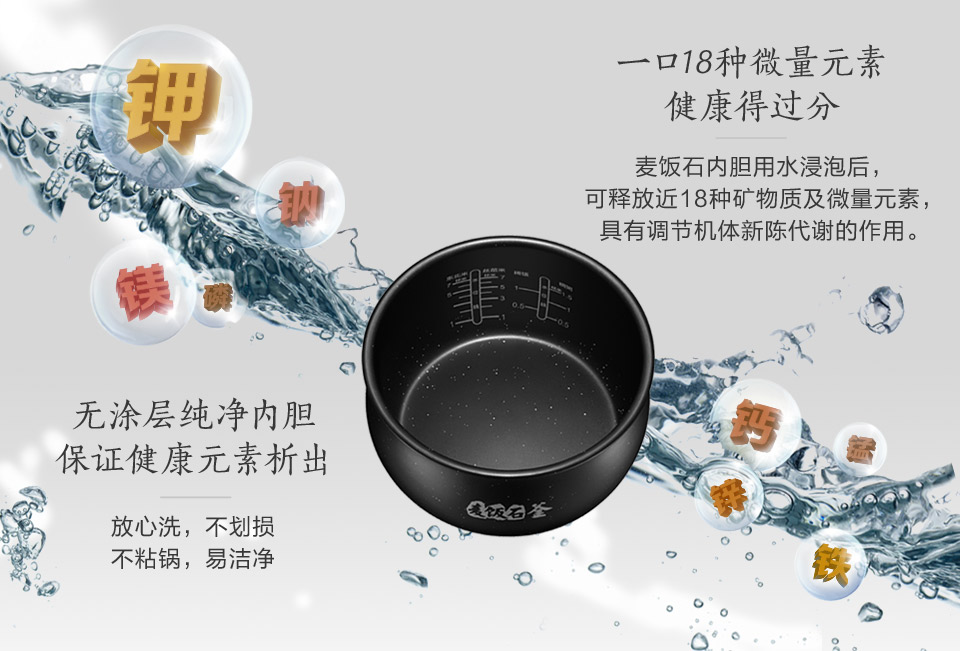 一口18种微量元素
健康得过分
麦饭石内胆用水浸泡后，
可释放近18种矿物质及微量元素，
具有调节机体新陈代谢的作用。
钾
钠
镁
磷
无涂层纯净内胆
保证健康元素析出
放心洗，不划损
不粘锅，易洁净
麦饭石釜
钙
锰
锌
铁